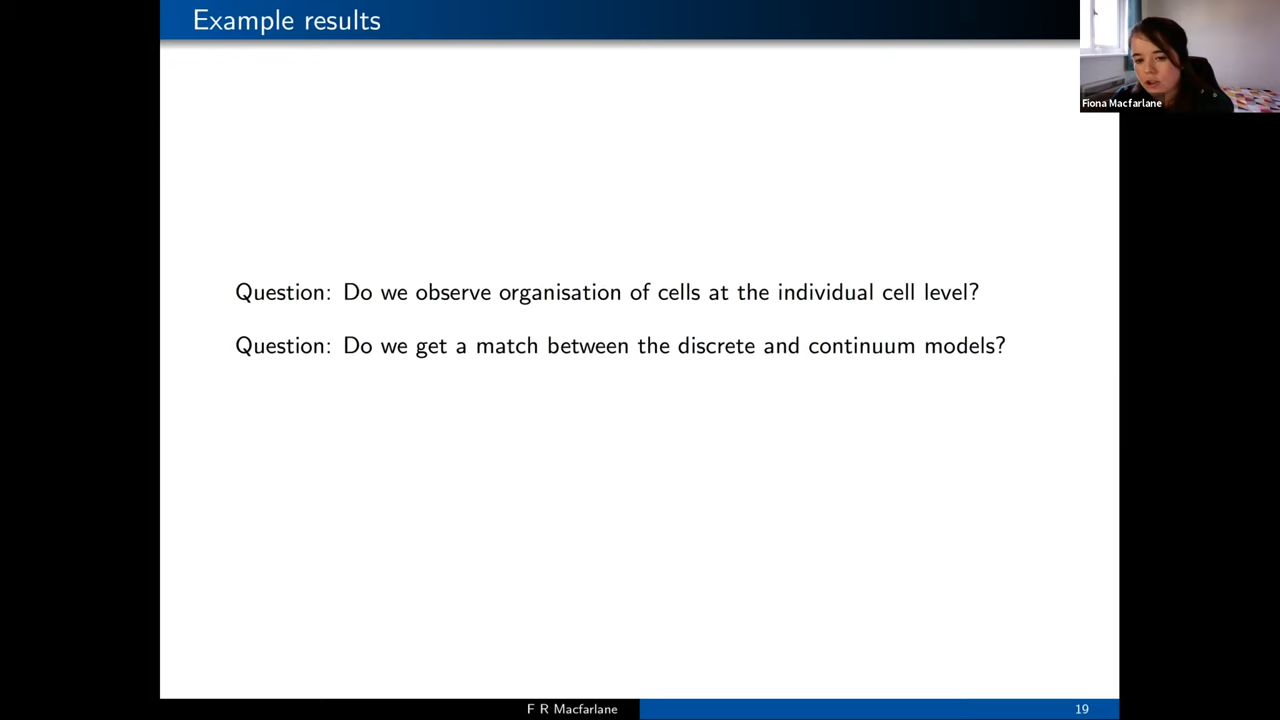 Example results
Fiona Macfarlane
Question: Do we observe organisation of cells at the individual cell level?
Question: Do we get a match between the discrete and continuum models?
F R Macfarlane
19